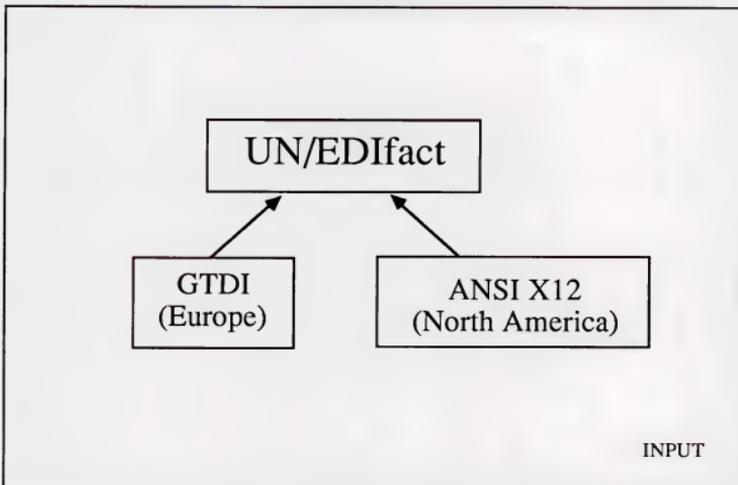 UN/EDIfact
GTDI
(Europe)
ANSI X12
(North America)
INPUT